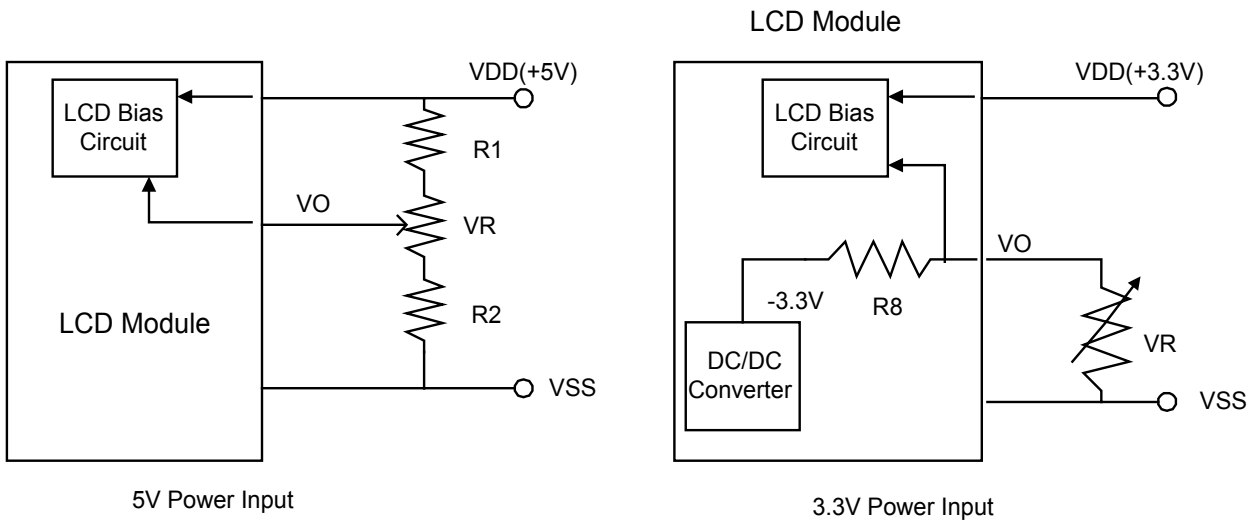 LCD Module
VDD(+5V)
LCD Bias
Circuit
R1
VO
VR
R2
LCD Module
VSS
5V Power Input
VDD(+3.3V)
LCD Bias
Circuit
VO
-3.3V
R8
VR
DC/DC
Converter
VSS
3.3V Power Input